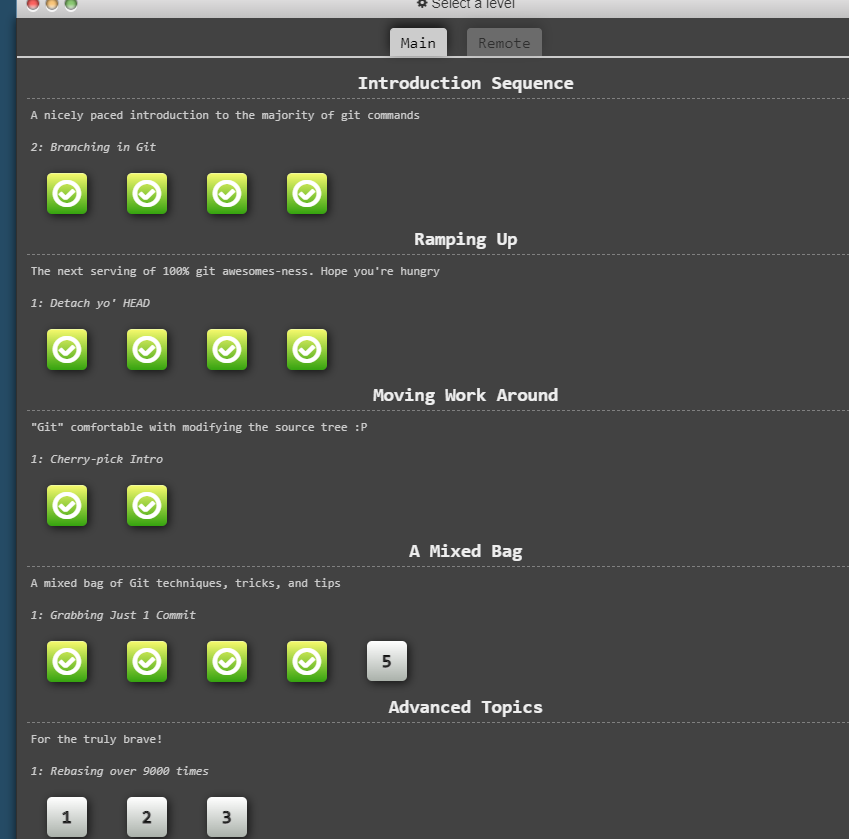 Select a level
Main Remote
Introduction Sequence
A nicely paced introduction to the majority of git commands
2: Branching in Git
Ramping Up
The next serving of 100% git awesomes-ness. Hope you're hungry
1: Detach yo' HEAD
Moving Work Around
"Git" comfortable with modifying the source tree :P
1: Cherry-pick Intro
A Mixed Bag
A mixed bag of Git techniques, tricks, and tips
1: Grabbing Just 1 Commit
5
Advanced Topics
For the truly brave!
1: Rebasing over 9000 times
1 2 3